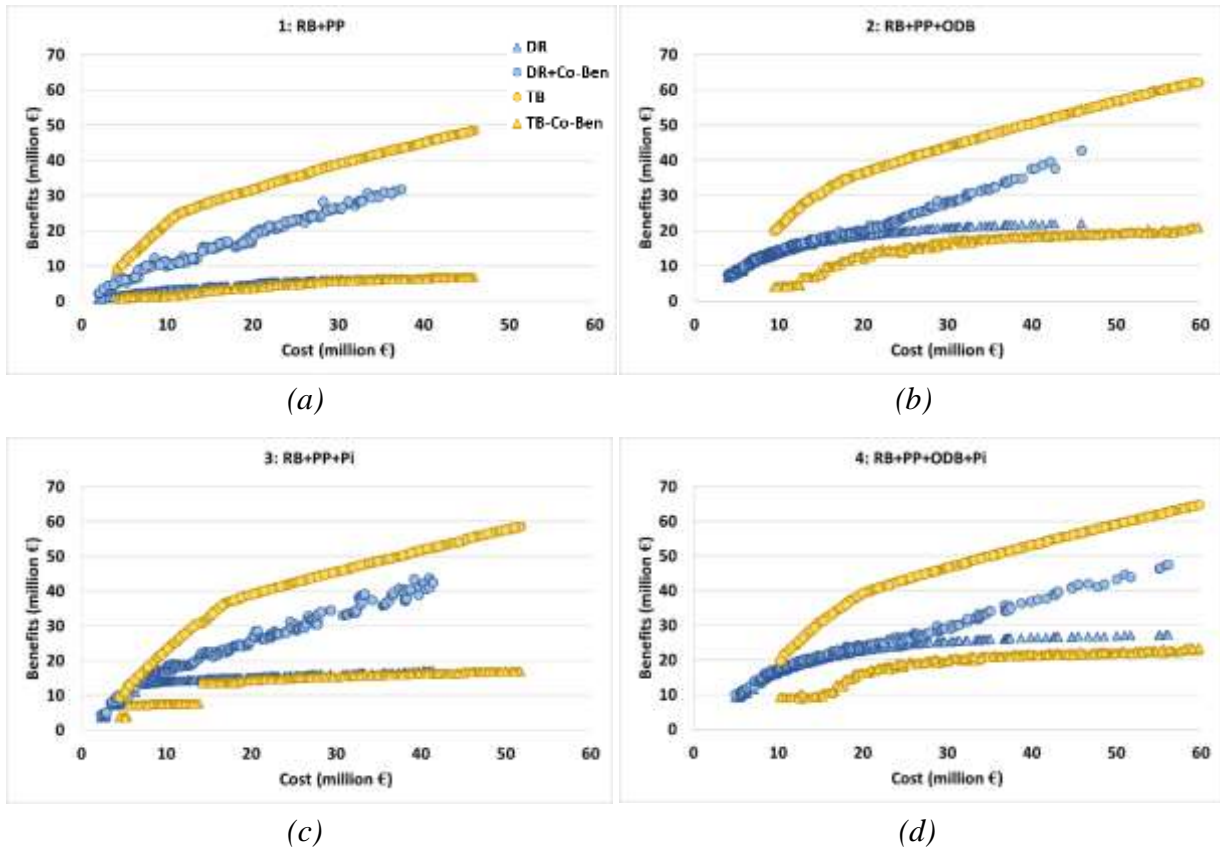 1: RB+PP
DR
DR+Co-Ben
TB
TB-Co-Ben
Benefits (million €)
70
60
50
40
30
20
10
0
0 10 20 30 40 50 60
Cost (million €)
(a)
2: RB+PP+ODB
Benefits (million €)
70
60
50
40
30
20
10
0
0 10 20 30 40 50 60
Cost (million €)
(b)
3: RB+PP+Pi
Benefits (million €)
70
60
50
40
30
20
10
0
0 10 20 30 40 50 60
Cost (million €)
(c)
4: RB+PP+ODB+Pi
Benefits (million €)
70
60
50
40
30
20
10
0
0 10 20 30 40 50 60
Cost (million €)
(d)